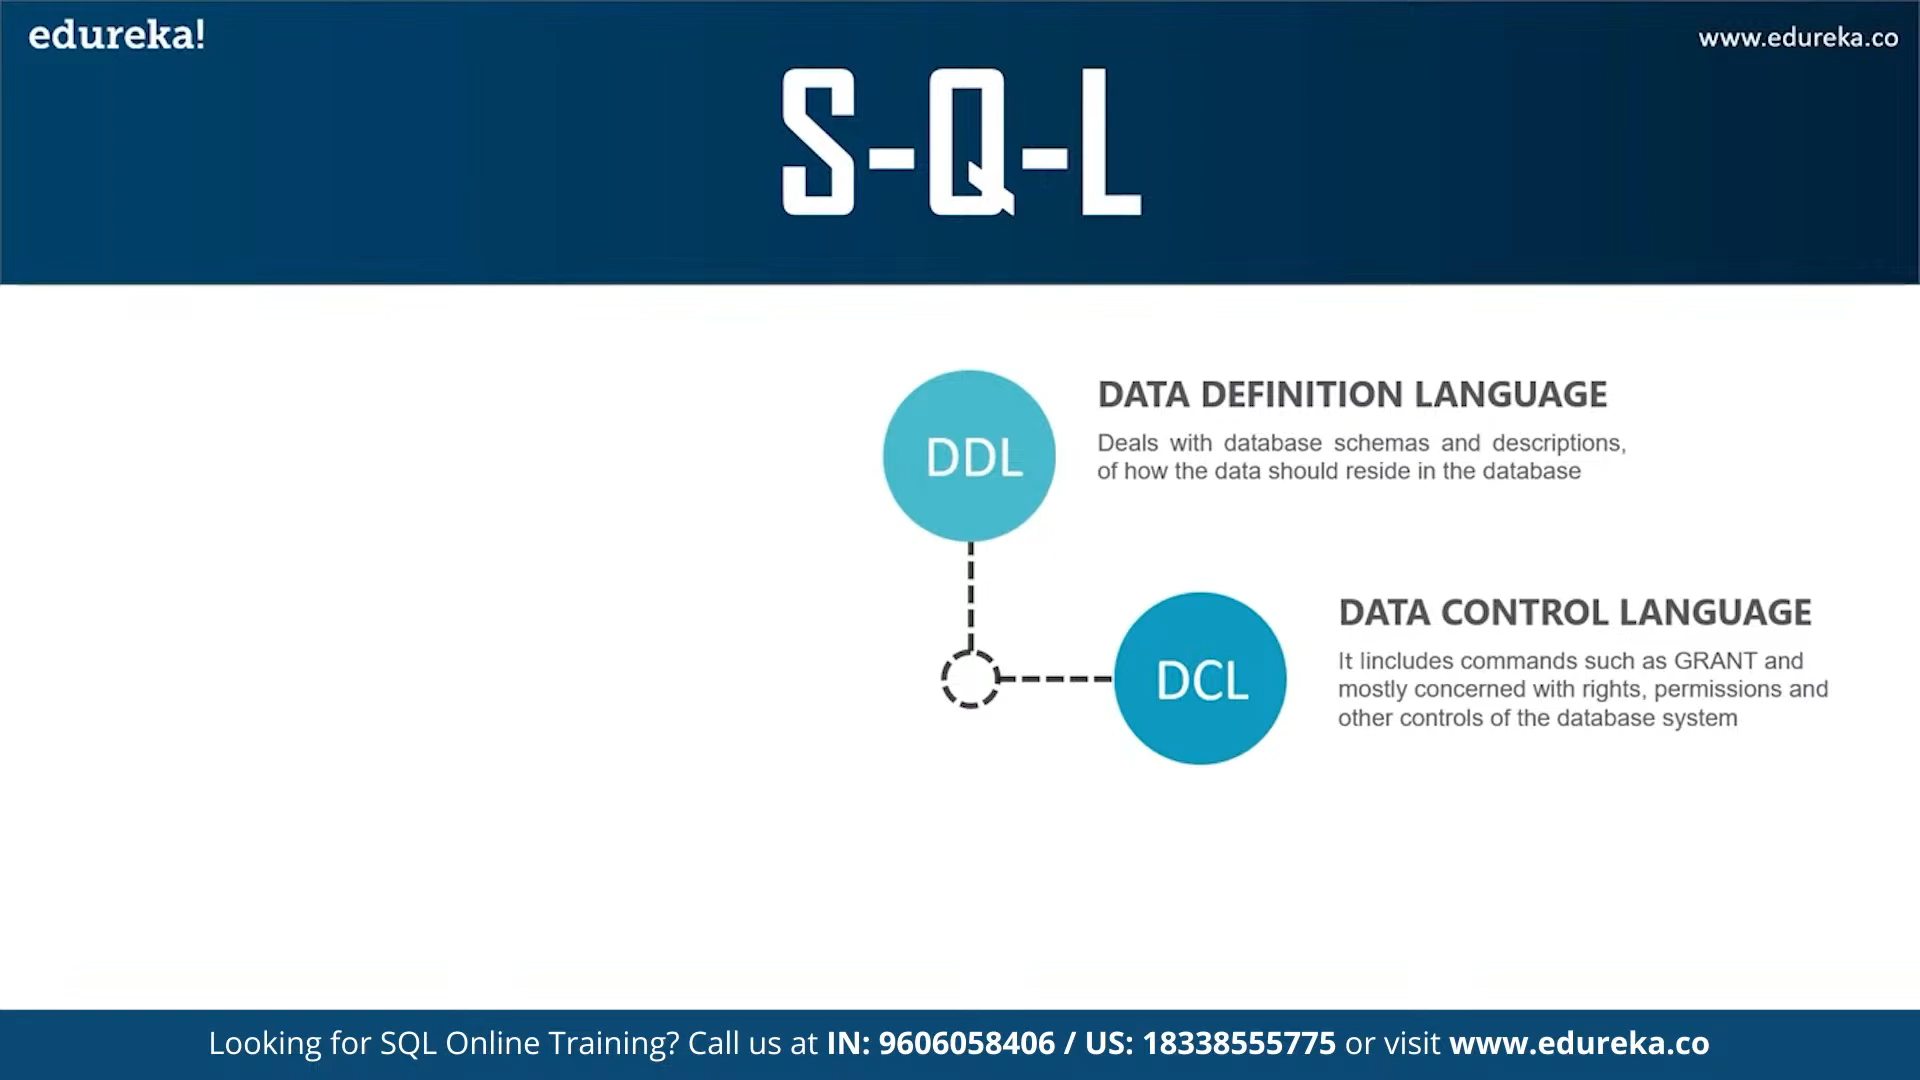 edureka!
www.edureka.co
S-Q-L
DDL
DATA DEFINITION LANGUAGE
Deals with database schemas and descriptions,
of how the data should reside in the database
DCL
DATA CONTROL LANGUAGE
It lincludes commands such as GRANT and
mostly concerned with rights, permissions and
other controls of the database system
Looking for SQL Online Training? Call us at IN: 9606058406 / US: 18338555775 or visit www.edureka.co